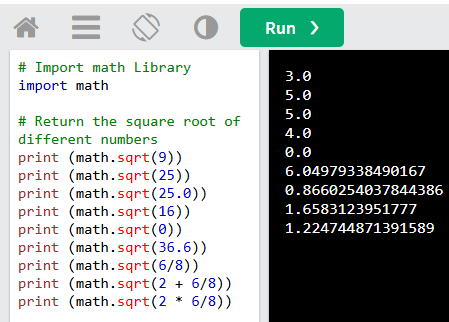 Run ❯
# Import math Library
import math
# Return the square root of
different numbers
print (math.sqrt(9))
print (math.sqrt(25))
print (math.sqrt(25.0))
print (math.sqrt(16))
print (math.sqrt(0))
print (math.sqrt(36.6))
print (math.sqrt(6/8))
print (math.sqrt(2 + 6/8))
print (math.sqrt(2 * 6/8))
3.0
5.0
5.0
4.0
0.0
6.04979338490167
0.8660254037844386
1.6583123951777
1.224744871391589